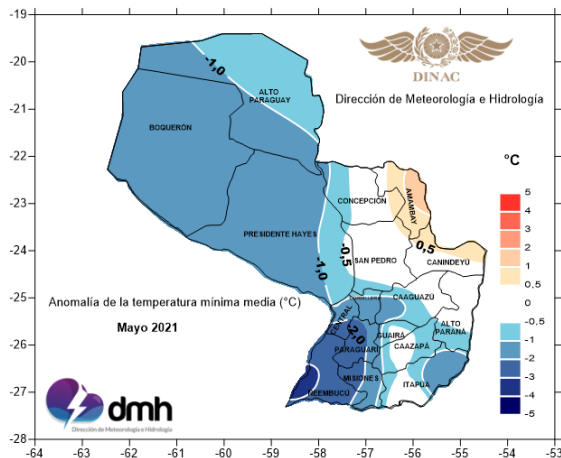 -19
-20
-21
-22
-23
-24
-25
-26
-27
-28
-64 -63 -62 -61 -60 -59 -58 -57 -56 -55 -54 -53
DINAC
Dirección de Meteorología e Hidrología
°C
5
4
3
2
1
0.5
0
-0.5
-1
-2
-3
-4
-5
-1,0
ALTO
PARAGUAY
BOQUERÓN
CONCEPCIÓN
AMAMBAY
PRESIDENTE HAYES
-0,5
0,5
-1,0
SAN PEDRO
CANINDEYÚ
Anomalía de la temperatura mínima media (°C)
Mayo 2021
CAAGUAZÚ
CENTRAL
-2,0
GUAIRÁ
ALTO
PARANÁ
PARAGUARÍ
CAAZAPÁ
MISIONES
ITAPÚA
ÑEEMBUCÚ
dmh
Dirección de Meteorología e Hidrología